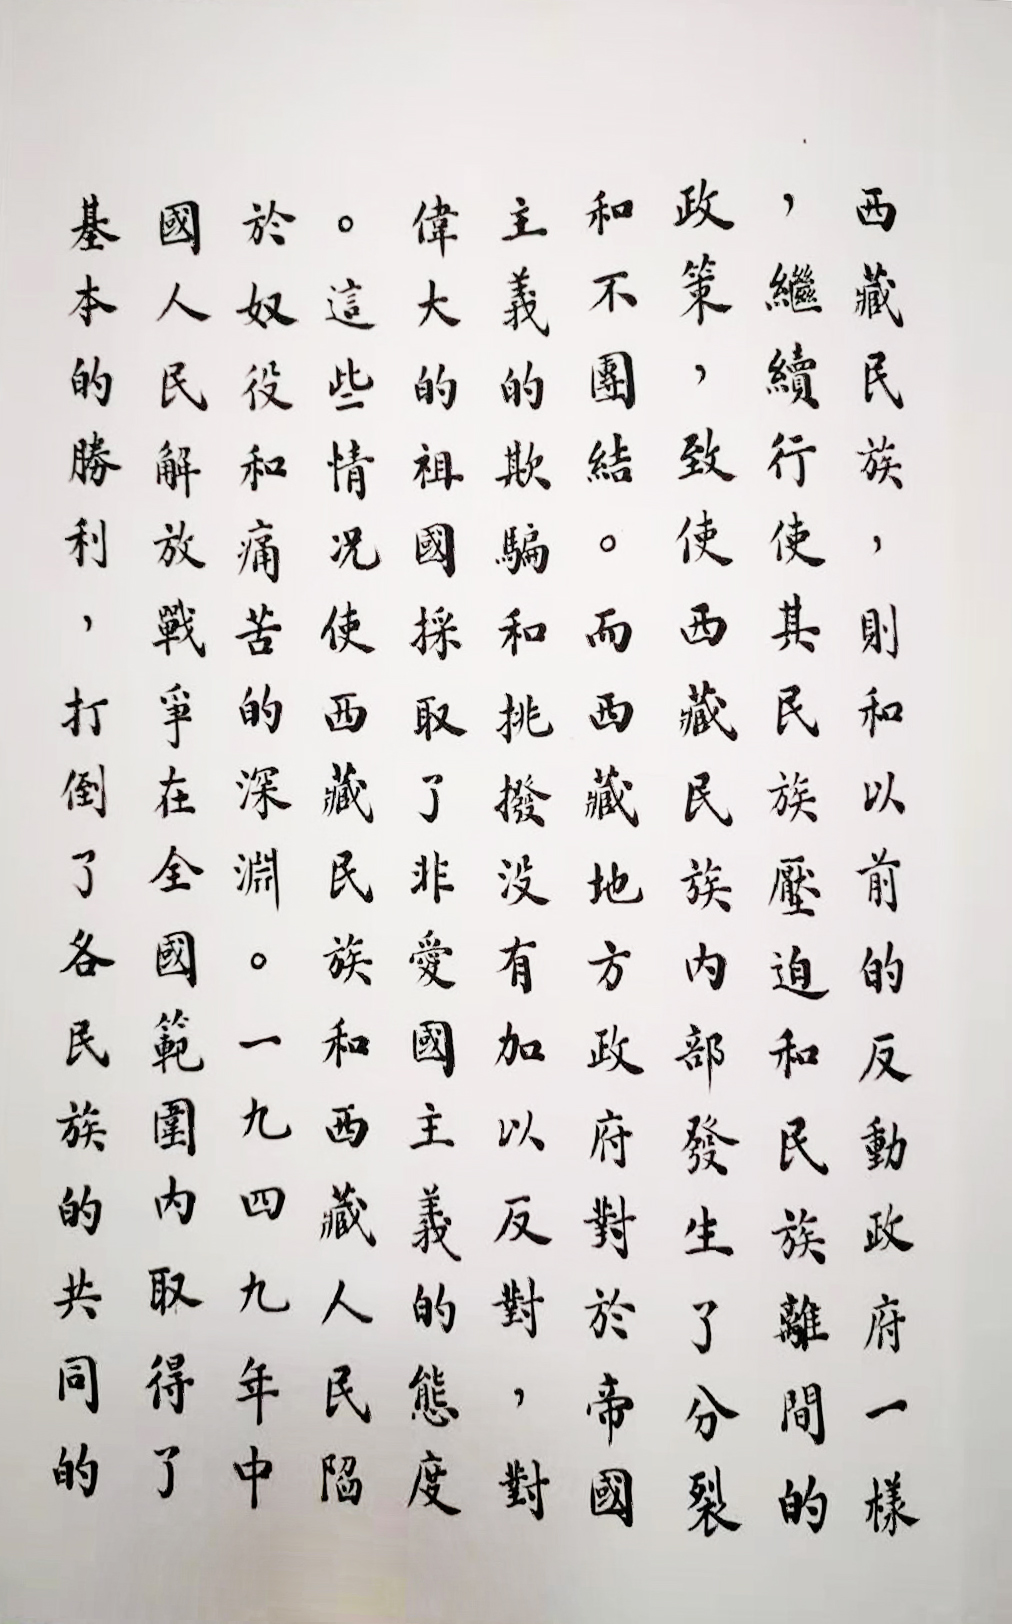 西藏民族，則和以前的反動政府一樣
，繼續行使其民族壓迫和民族離間的
政策，致使西藏民族内部發生了分裂
和不團結。而西藏地方政府對於帝國
主義的欺騙和挑撥没有加以反對，對
偉大的祖國採取了非愛國主義的態度
。這些情况使西藏民族和西藏人民陷
於奴役和痛苦的深淵。一九四九年中
國人民解放戰爭在全國範圍内取得了
基本的勝利，打倒了各民族的共同的